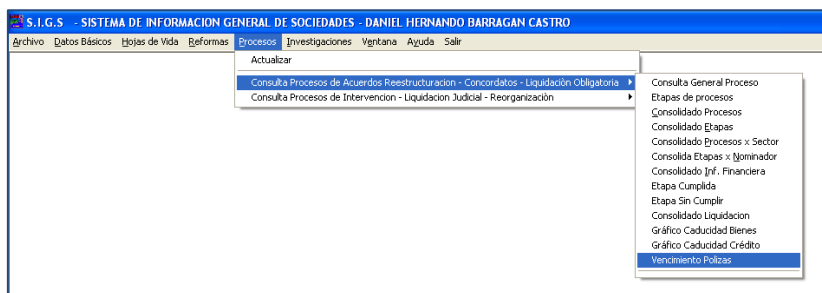 S.I.G.S - SISTEMA DE INFORMACION GENERAL DE SOCIEDADES - DANIEL HERNANDO BARRAGAN CASTRO
Archivo Datos Básicos Hojas de Vida Reformas Procesos Investigaciones Ventana Ayuda Salir
Actualizar
Consulta Procesos de Acuerdos Reestructuracion - Concordatos - Liquidaciòn Obligatoria
Consulta Procesos de Intervencion - Liquidacion Judicial - Reorganizaciòn
Consulta General Proceso
Etapas de procesos
Consolidado Procesos
Consolidado Etapas
Consolidado Procesos x Sector
Consolida Etapas x Nominador
Consolidado Inf. Financiera
Etapa Cumplida
Etapa Sin Cumplir
Consolidado Liquidacion
Gráfico Caducidad Bienes
Gráfico Caducidad Crédito
Vencimiento Polizas